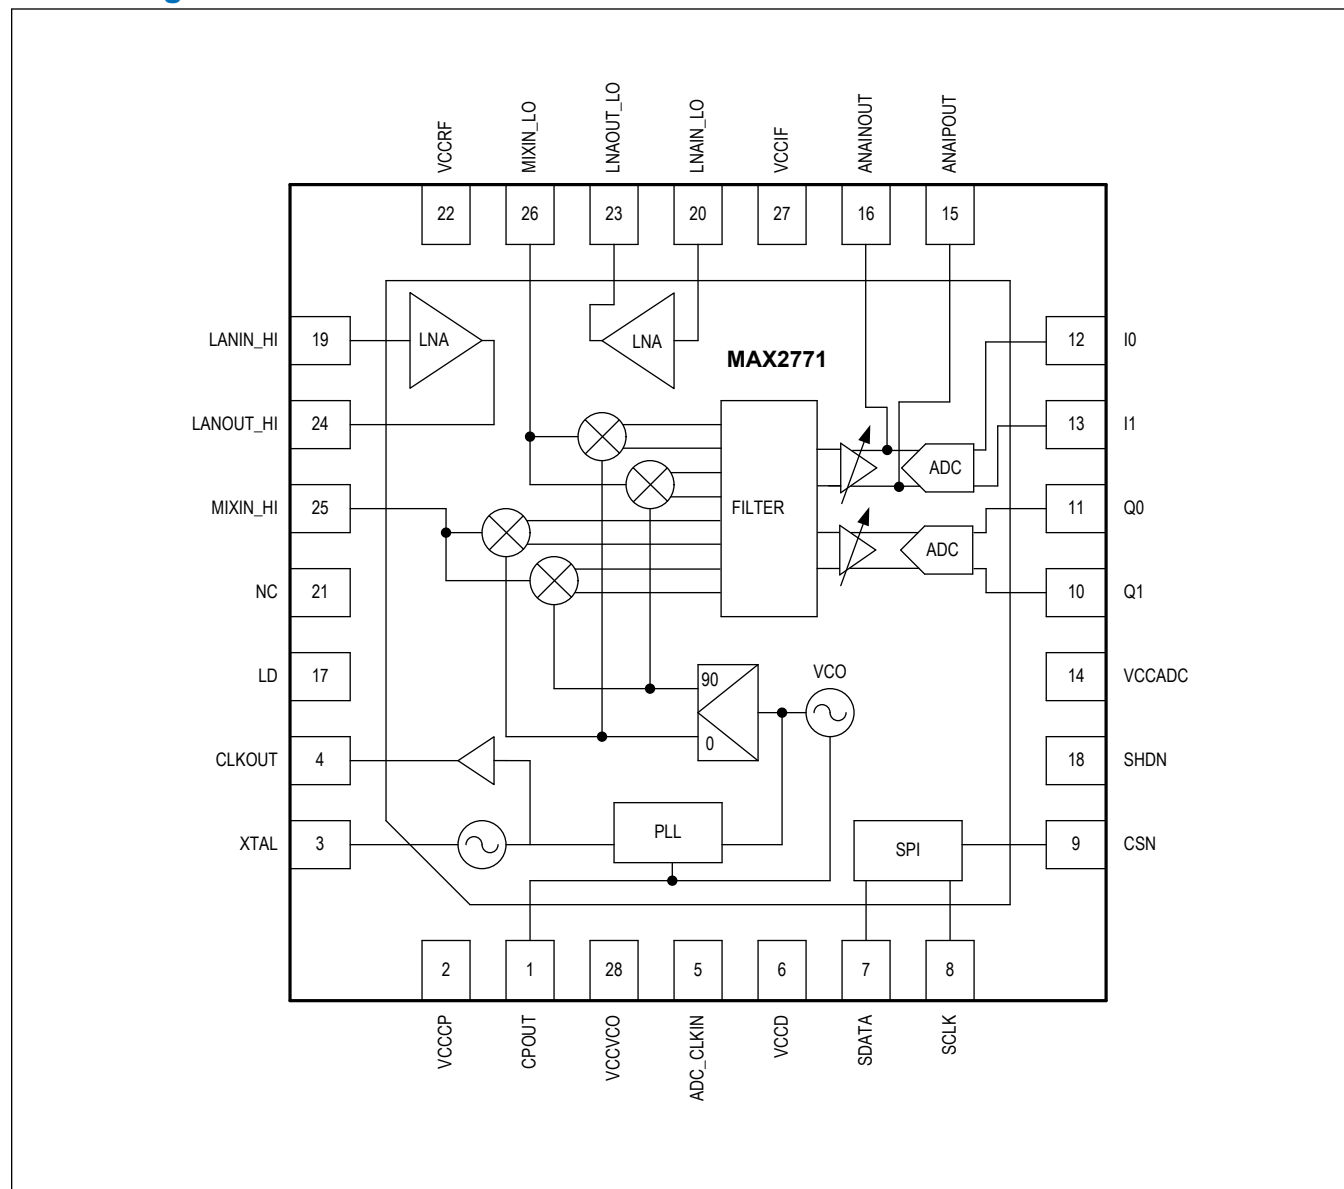 VCCRF
MIXIN_LO
LNAOUT_LO
LNAIN_LO
VCCIF
ANAINOUT
ANAIPOUT
22
26
23
20
27
16
15
LANIN_HI
19
LNA
LNA
MAX2771
12
I0
LANOUT_HI
24
13
I1
ADC
MIXIN_HI
25
FILTER
11
Q0
ADC
NC
21
10
Q1
LD
17
90
VCO
14
VCCADC
0
CLKOUT
4
18
SHDN
XTAL
3
PLL
SPI
9
CSN
2
1
28
5
6
7
8
VCCCP
CPOUT
VCCVCO
ADC_CLKIN
VCCD
SDATA
SCLK